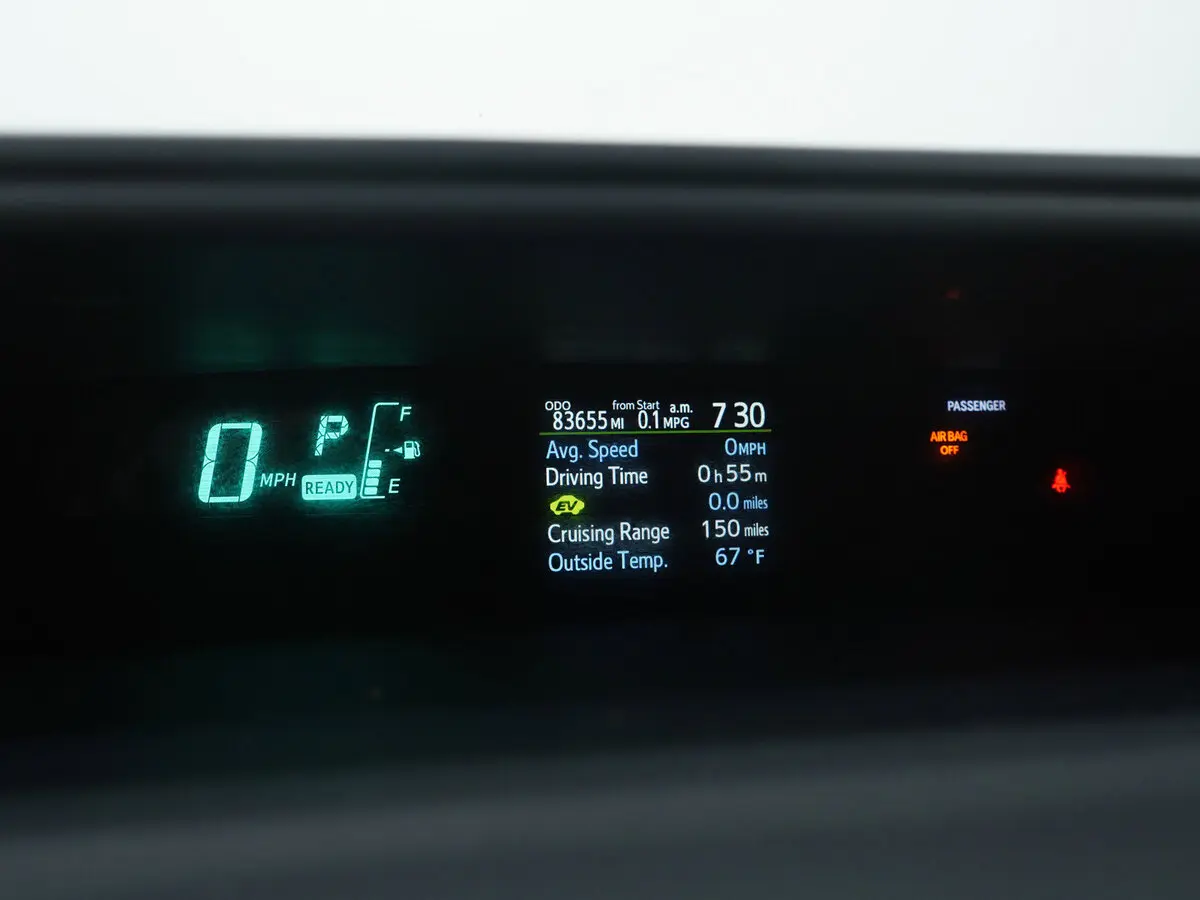 0 MPH
P
READY
F
E
ODO 83655 MI
from Start 0.1 MPG
a.m. 7 30
Avg. Speed 0 MPH
Driving Time 0 h 55 m
EV 0.0 miles
Cruising Range 150 miles
Outside Temp. 67 °F
PASSENGER
AIR BAG
OFF